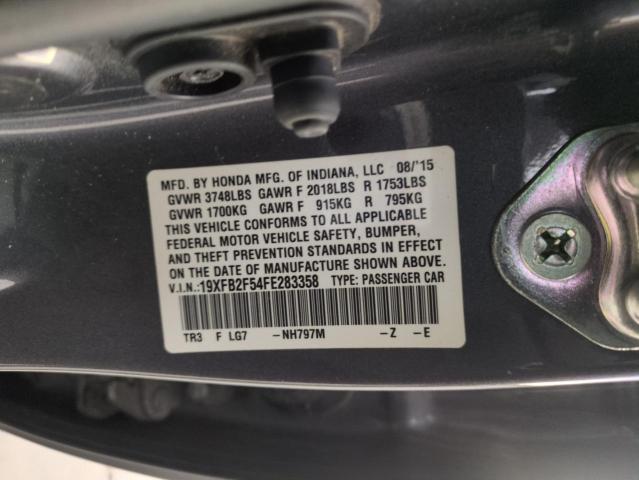 MFD. BY HONDA MFG. OF INDIANA, LLC 08/'15
GVWR 3748LBS GAWR F 2018LBS R 1753LBS
GVWR 1700KG GAWR F 915KG R 795KG
THIS VEHICLE CONFORMS TO ALL APPLICABLE
FEDERAL MOTOR VEHICLE SAFETY, BUMPER,
AND THEFT PREVENTION STANDARDS IN EFFECT
ON THE DATE OF MANUFACTURE SHOWN ABOVE.
V.I.N.:19XFB2F54FE283358 TYPE: PASSENGER CAR
TR3 F LG7 -NH797M -Z -E